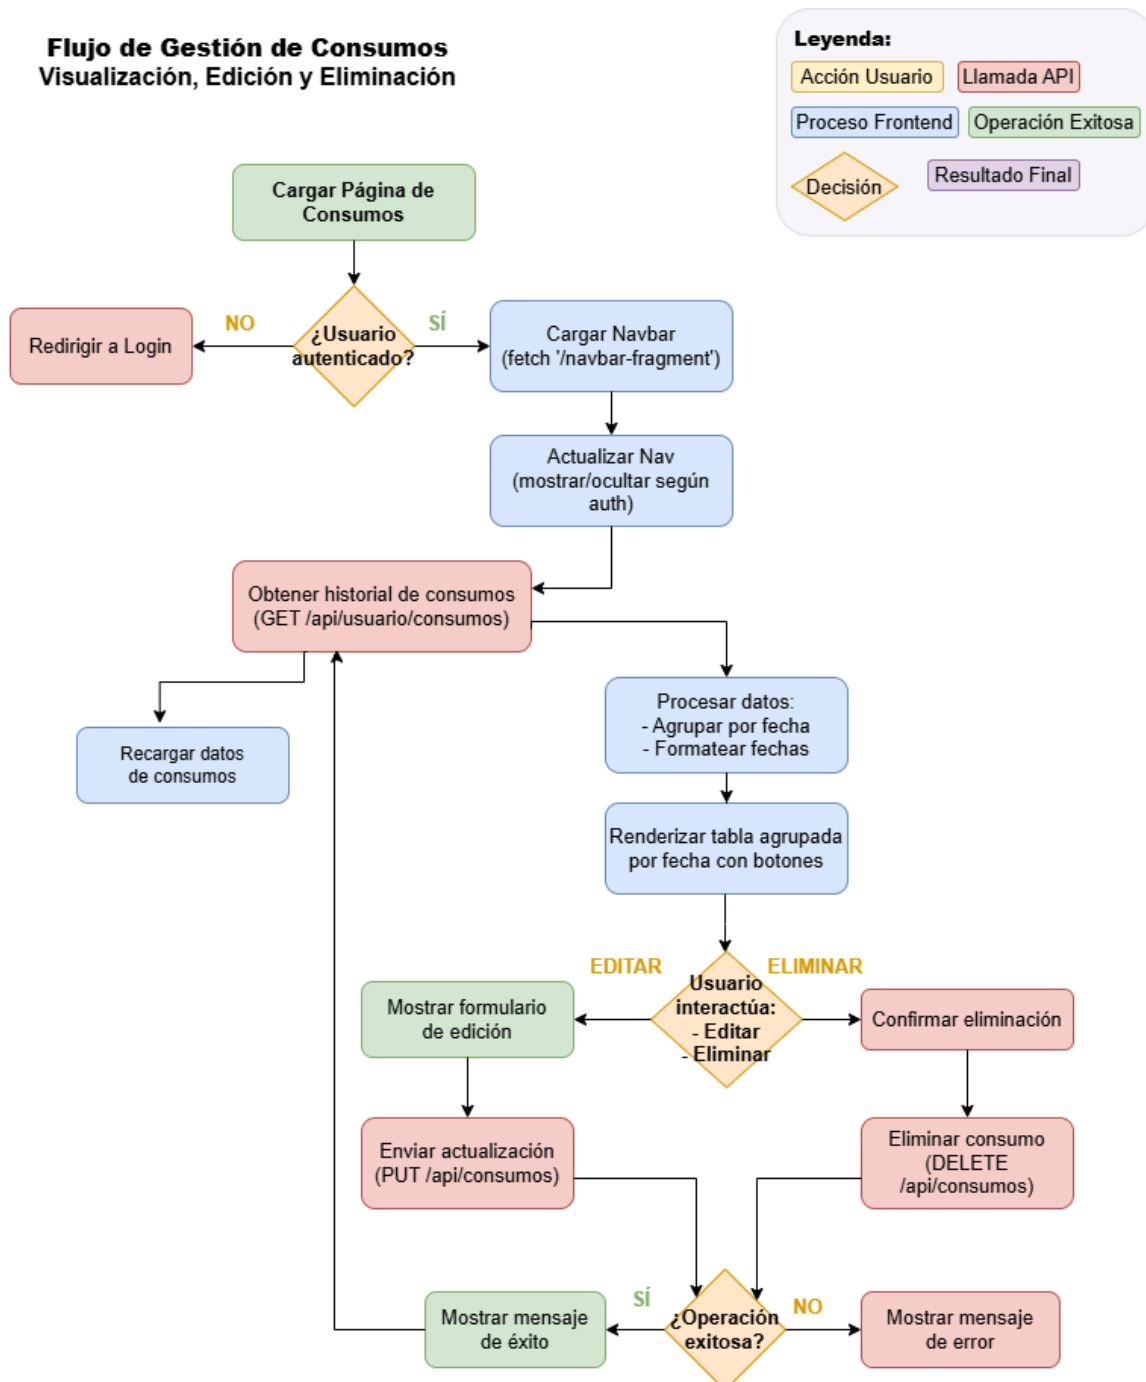 Flujo de Gestión de Consumos
Visualización, Edición y Eliminación
Leyenda:
Acción Usuario
Llamada API
Proceso Frontend
Operación Exitosa
Decisión
Resultado Final
Cargar Página de
Consumos
¿Usuario
autenticado?
NO
SÍ
Redirigir a Login
Cargar Navbar
(fetch '/navbar-fragment')
Actualizar Nav
(mostrar/ocultar según
auth)
Obtener historial de consumos
(GET /api/usuario/consumos)
Recargar datos
de consumos
Procesar datos:
- Agrupar por fecha
- Formatear fechas
Renderizar tabla agrupada
por fecha con botones
EDITAR
ELIMINAR
Usuario
interactúa:
- Editar
- Eliminar
Mostrar formulario
de edición
Confirmar eliminación
Enviar actualización
(PUT /api/consumos)
Eliminar consumo
(DELETE
/api/consumos)
¿Operación
exitosa?
SÍ
NO
Mostrar mensaje
de éxito
Mostrar mensaje
de error